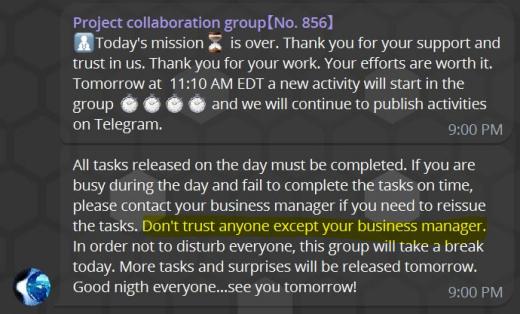 Project collaboration group【No. 856】
👨‍💼Today's mission⏳ is over. Thank you for your support and
trust in us. Thank you for your work. Your efforts are worth it.
Tomorrow at  11:10 AM EDT a new activity will start in the
group ⏱ ⏱ ⏱ ⏱ and we will continue to publish activities
on Telegram.
9:00 PM
All tasks released on the day must be completed. If you are
busy during the day and fail to complete the tasks on time,
please contact your business manager if you need to reissue
the tasks. Don't trust anyone except your business manager.
In order not to disturb everyone, this group will take a break
today. More tasks and surprises will be released tomorrow.
Good nigth everyone...see you tomorrow!
9:00 PM